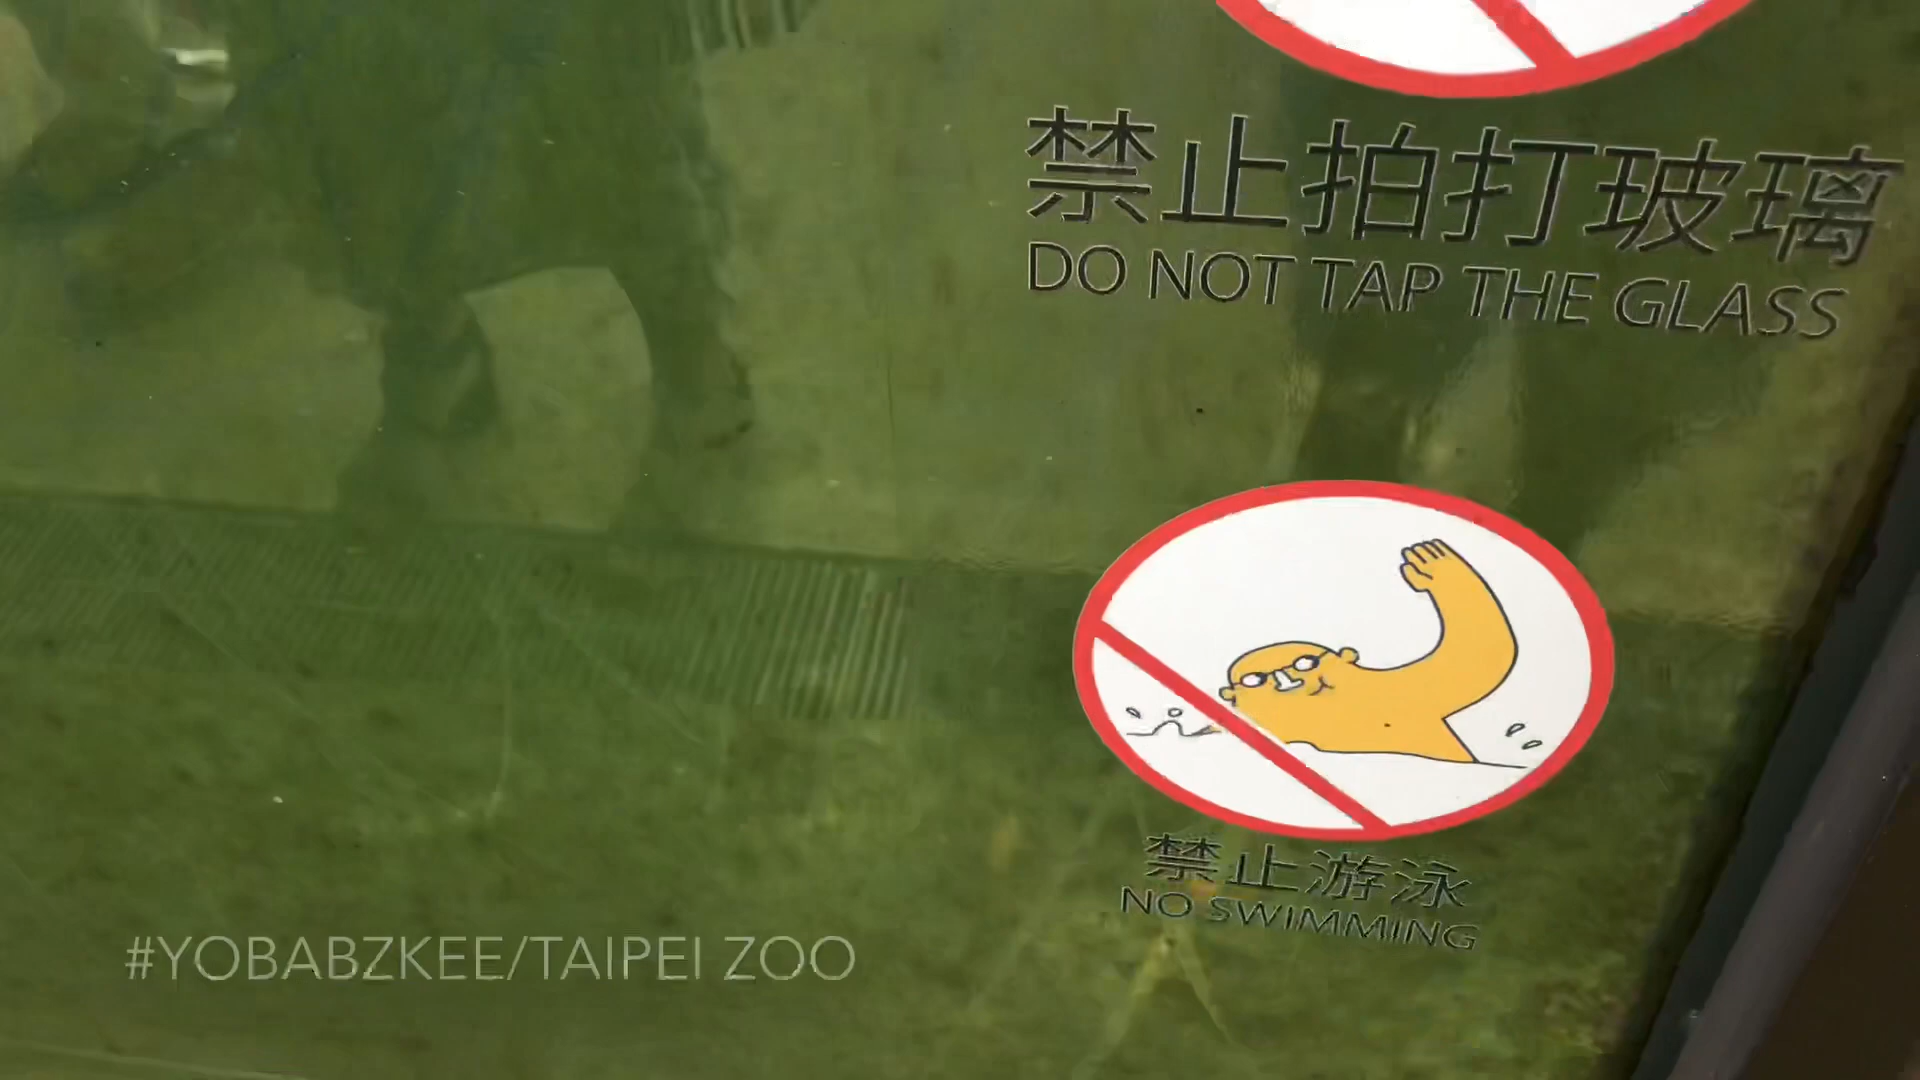 禁止拍打玻璃
DO NOT TAP THE GLASS
禁止游泳
NO SWIMMING
#YOBABZKEE/TAIPEI ZOO